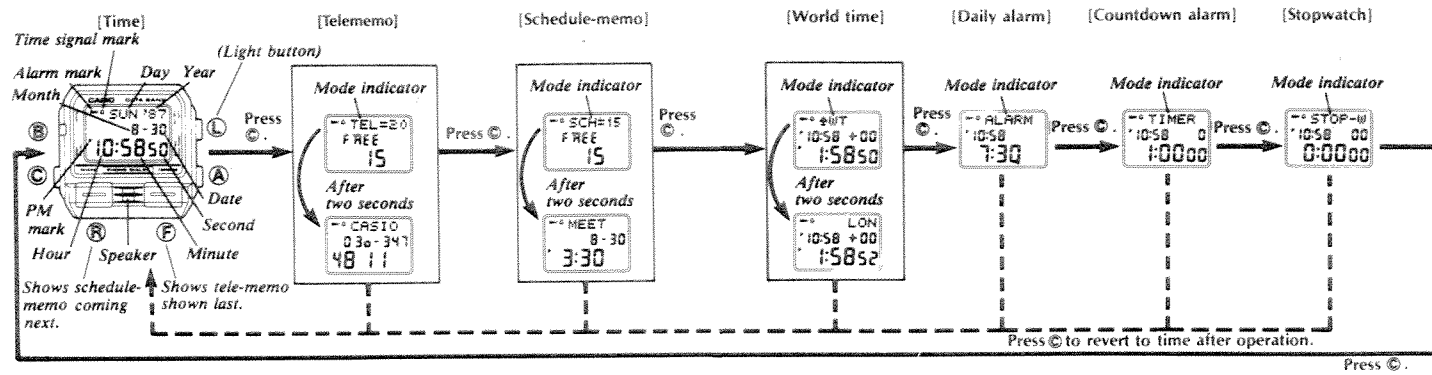 [Time] [Telememo] [Schedule-memo] [World time] [Daily alarm] [Countdown alarm] [Stopwatch]
Time signal mark
(Light button)
Alarm mark Day Year
Month
CASIO DATA BANK
SUN '87
8-30
10:58 50
B
L
C
A
PM mark
Date
Second
Hour
Speaker
Minute
R
F
Shows schedule-memo coming next.
Shows tele-memo shown last.
Press ©.
Mode indicator
TEL=20
FREE
15
After two seconds
CASIO
03o-347
48 11
Press ©.
Mode indicator
SCH=15
FREE
15
After two seconds
MEET
8-30
3:30
Press ©.
Mode indicator
WT
10:58 +00
1:58 50
After two seconds
LON
10:58 +00
1:58 52
Press ©.
Mode indicator
ALARM
10:58
7:30
Press ©.
Mode indicator
TIMER
10:58 0
1:00 00
Press ©.
Mode indicator
STOP-W
10:58 00
0:00 00
Press © to revert to time after operation.
Press ©.